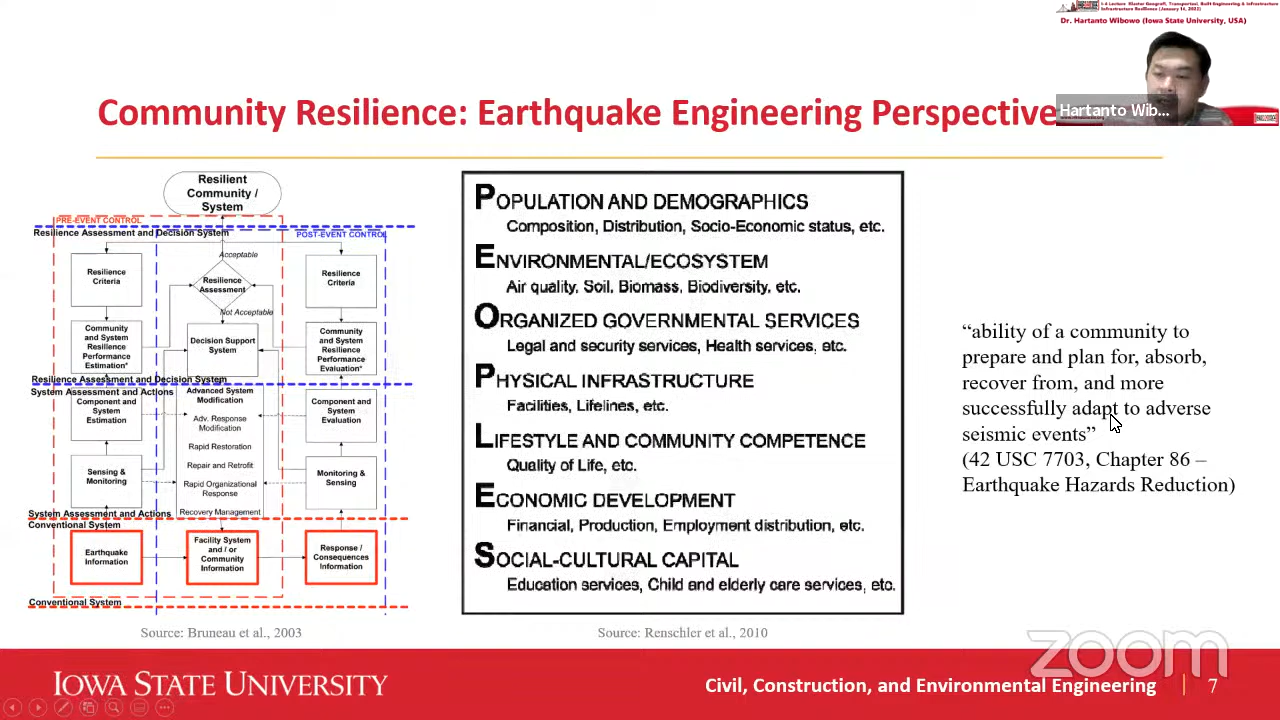 Dr. Hartanto Wibowo (Iowa State University, USA)
Hartanto Wib...
Community Resilience: Earthquake Engineering Perspective
Resilient
Community /
System
PRE-EVENT CONTROL
Resilience Assessment and Decision System
POST-EVENT CONTROL
Acceptable
Resilience
Criteria
Resilience
Assessment
Resilience
Criteria
Not Acceptable
Community
and System
Resilience
Performance
Estimation*
Decision Support
System
Community
and System
Resilience
Performance
Evaluation*
Resilience Assessment and Decision System
System Assessment and Actions
Component and
System
Estimation
Advanced System
Modification
Adv. Response
Modification
Rapid Restoration
Repair and Retrofit
Rapid Organizational
Response
Recovery Management
Component and
System
Evaluation
Sensing &
Monitoring
Monitoring &
Sensing
System Assessment and Actions
Conventional System
Earthquake
Information
Facility System
and / or
Community
Information
Response /
Consequences
Information
Conventional System
Source: Bruneau et al., 2003
POPULATION AND DEMOGRAPHICS
Composition, Distribution, Socio-Economic status, etc.
ENVIRONMENTAL/ECOSYSTEM
Air quality, Soil, Biomass, Biodiversity, etc.
ORGANIZED GOVERNMENTAL SERVICES
Legal and security services, Health services, etc.
PHYSICAL INFRASTRUCTURE
Facilities, Lifelines, etc.
LIFESTYLE AND COMMUNITY COMPETENCE
Quality of Life, etc.
ECONOMIC DEVELOPMENT
Financial, Production, Employment distribution, etc.
SOCIAL-CULTURAL CAPITAL
Education services, Child and elderly care services, etc.
Source: Renschler et al., 2010
“ability of a community to
prepare and plan for, absorb,
recover from, and more
successfully adapt to adverse
seismic events”
(42 USC 7703, Chapter 86 –
Earthquake Hazards Reduction)
zoom
IOWA STATE UNIVERSITY
Civil, Construction, and Environmental Engineering
7